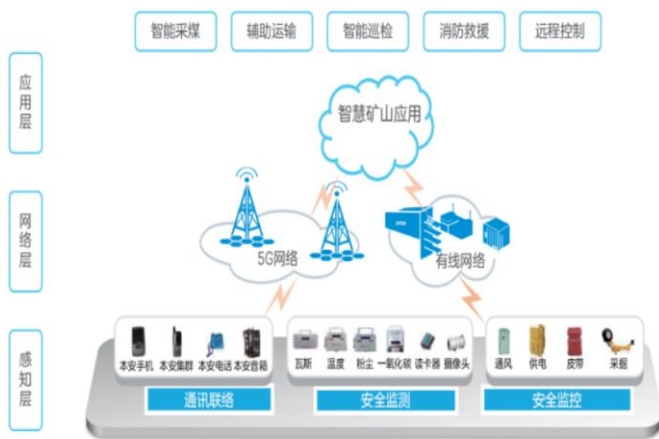 智能采煤 辅助运输 智能巡检 消防救援 远程控制
应用层
智慧矿山应用
网络层
5G网络 有线网络
感知层
本安手机 本安集群 本安电话 本安音箱 瓦斯 温度 粉尘 一氧化碳 读卡器 摄像头 通风 供电 皮带 采掘
通讯联络 安全监测 安全监控